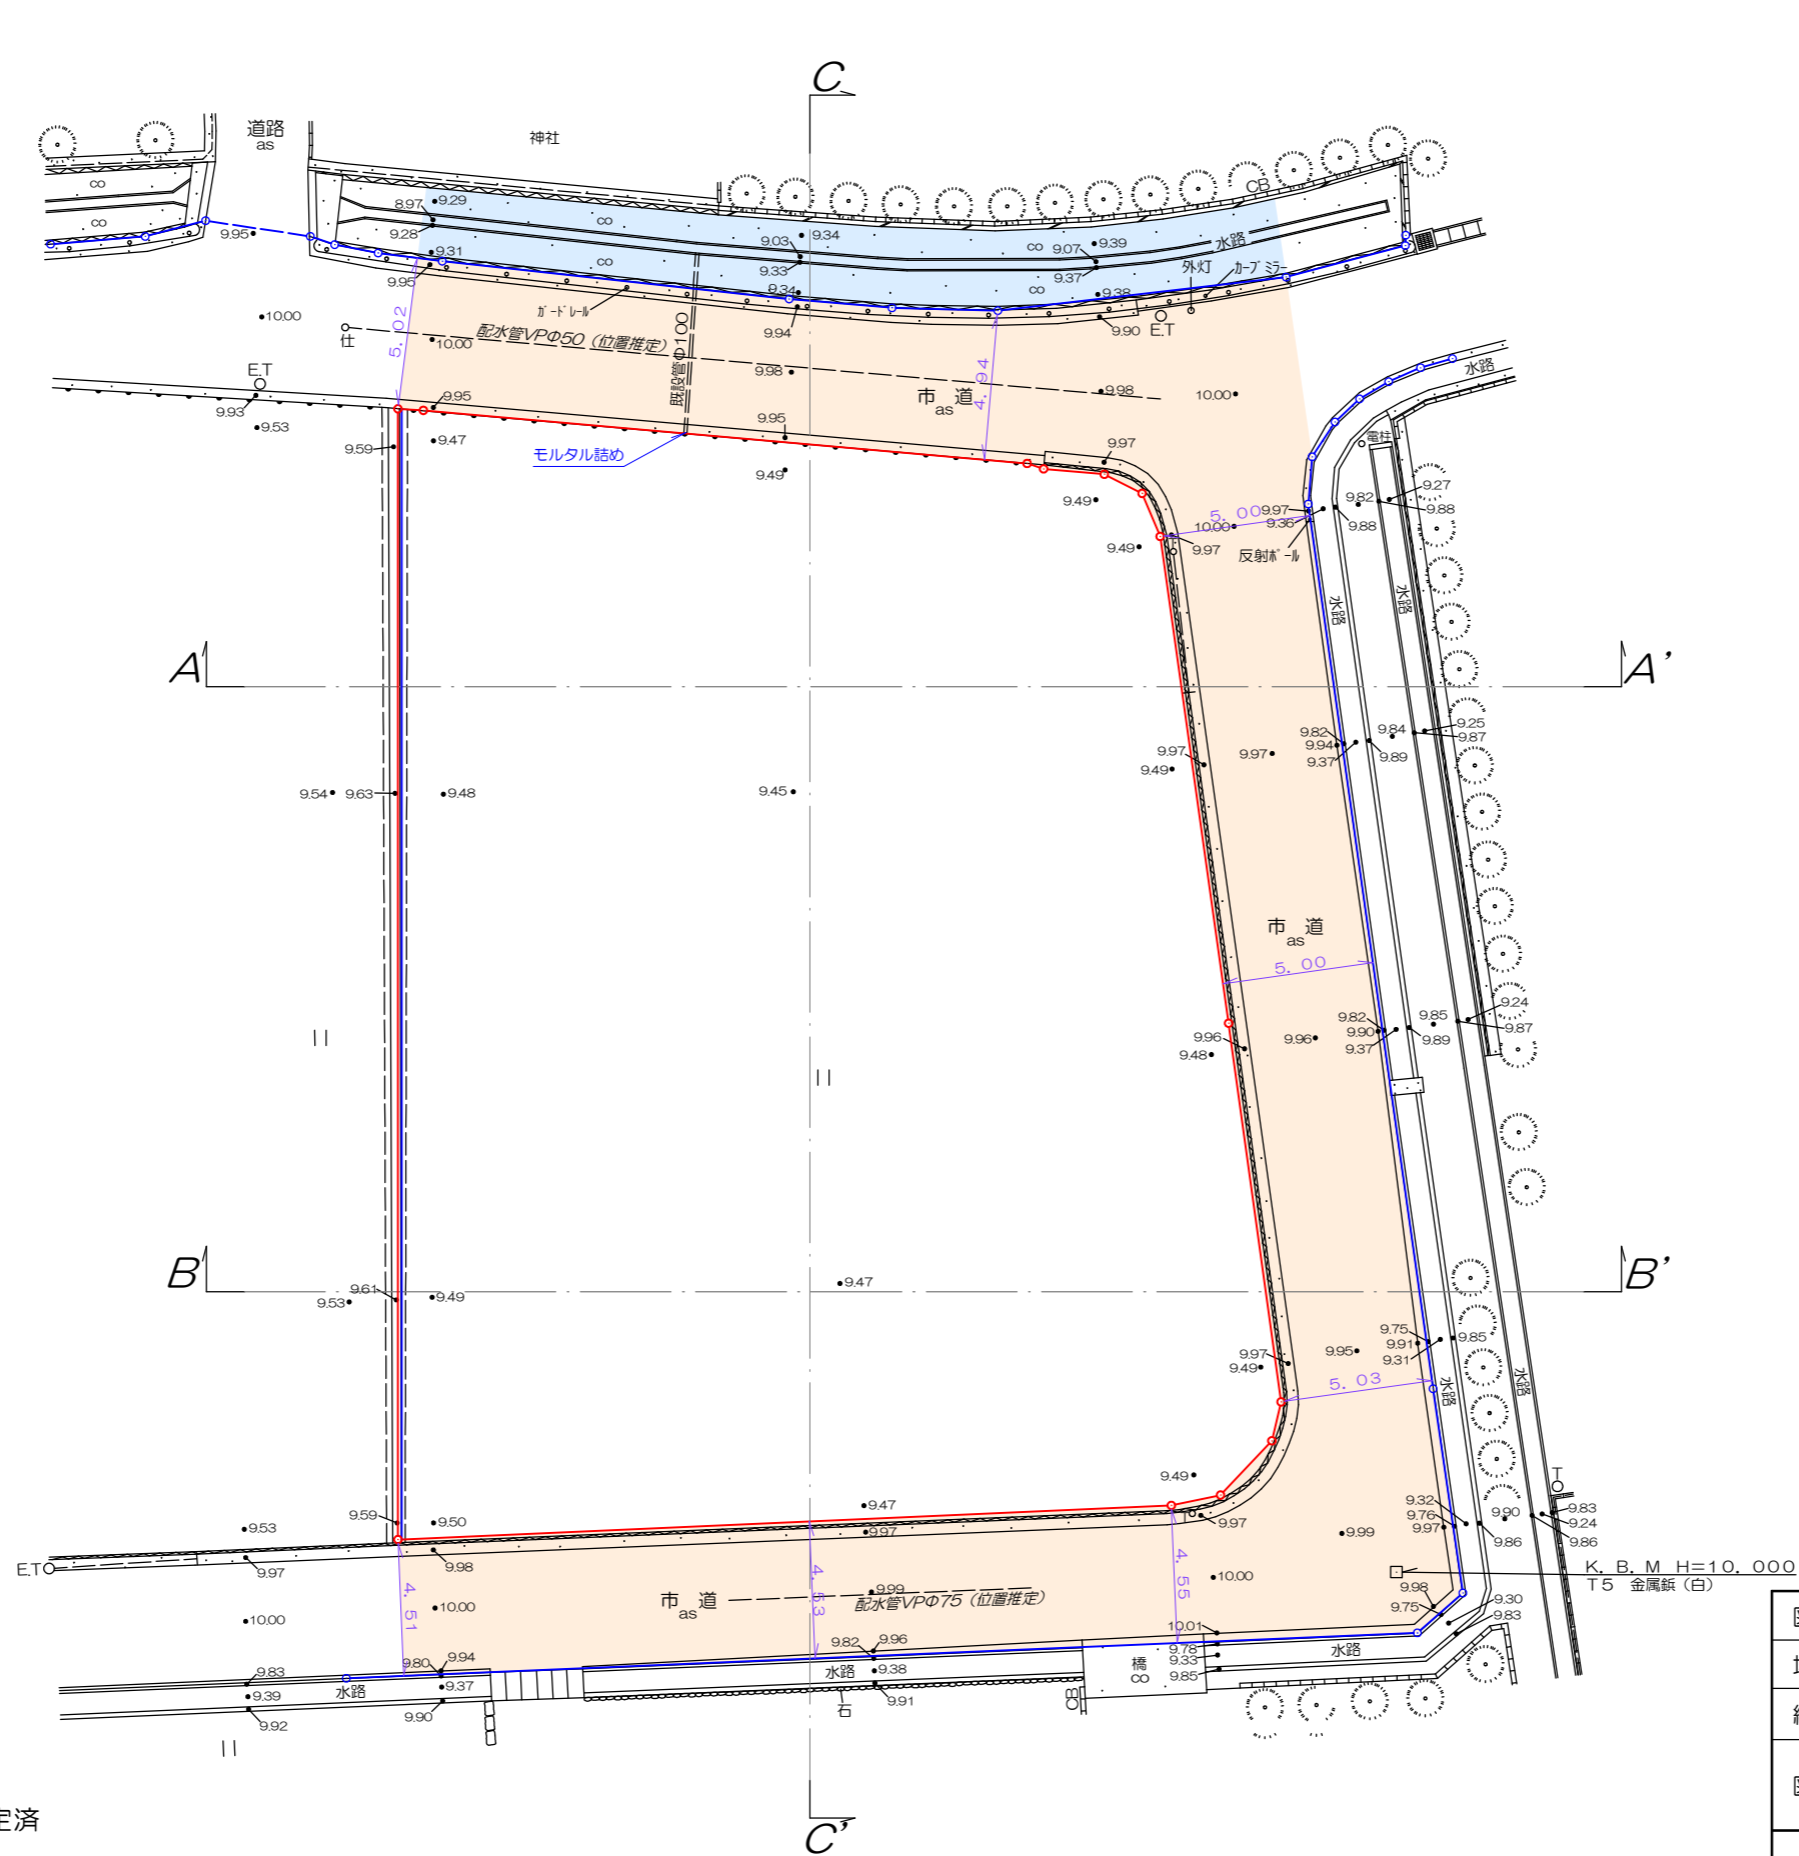 C
道路
as
神社
CB
co
co
co
co
co
co
水路
8.97
9.29
9.28
9.31
9.95
9.95
9.03
9.34
9.33
9.34
9.94
9.07
9.39
9.37
9.38
9.90
外灯
カーブミラー
ガードレール
E.T
10.00
仕
5.02
配水管VPΦ50（位置推定）
10.00
既設管Φ100
9.98
市道
as
4.94
9.98
10.00
水路
E.T
9.93
9.53
9.95
9.59
9.47
モルタル詰め
9.95
9.49
9.97
9.49
電柱
5.00
10.00
9.97
9.36
9.82
9.27
9.88
9.88
9.49
9.97
反射ポール
水路
水路
A
A'
9.97
9.49
9.97
9.82
9.94
9.37
9.84
9.89
9.25
9.87
9.54
9.63
9.48
9.45
市道
as
5.00
9.96
9.48
9.96
9.82
9.90
9.37
9.85
9.89
9.24
9.87
B
B'
9.61
9.53
9.49
9.47
9.97
9.49
9.95
9.75
9.91
9.31
9.85
5.03
水路
水路
9.49
9.47
9.97
9.59
9.50
9.53
9.97
9.98
9.97
9.99
9.32
9.76
9.97
9.90
9.86
T
9.83
9.24
9.86
E.T
K.B.M H=10.000
T5 金属鋲（白）
4.51
10.00
10.00
市道
as
4.53
9.99
配水管VPΦ75（位置推定）
4.55
10.00
9.98
9.75
9.30
9.83
10.01
9.78
9.33
9.85
水路
9.83
9.39
9.92
水路
9.80
9.94
9.37
9.90
9.82
9.96
9.38
9.91
水路
石
橋
co
CB
定済
C'